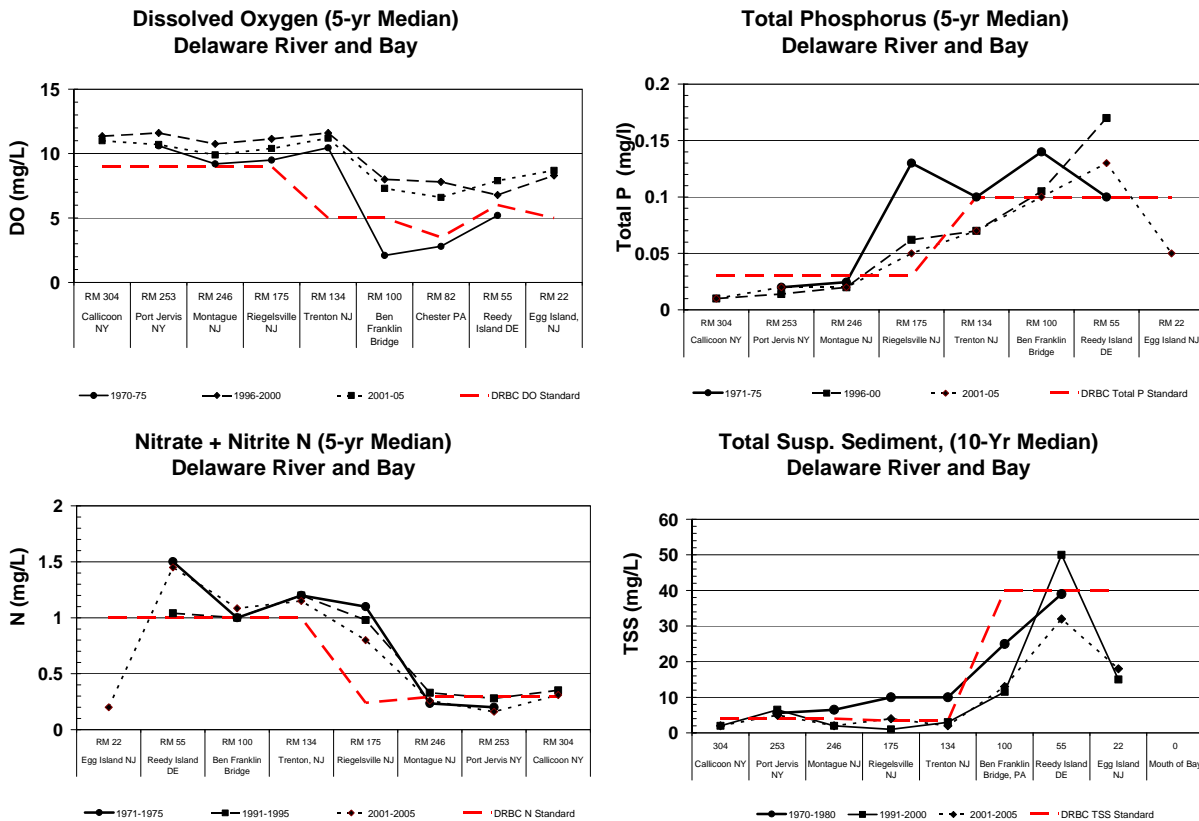 Dissolved Oxygen (5-yr Median)
Delaware River and Bay
15
10
5
0
DO (mg/L)
RM 304 RM 253 RM 246 RM 175 RM 134 RM 100 RM 82 RM 55 RM 22
Callicoon NY Port Jervis NY Montague NJ Riegelsville NJ Trenton NJ Ben Franklin Bridge Chester PA Reedy Island DE Egg Island, NJ
1970-75 1996-2000 2001-05 DRBC DO Standard
Total Phosphorus (5-yr Median)
Delaware River and Bay
0.2
0.15
0.1
0.05
0
Total P (mg/l)
RM 304 RM 253 RM 246 RM 175 RM 134 RM 100 RM 55 RM 22
Callicoon NY Port Jervis NY Montague NJ Riegelsville NJ Trenton NJ Ben Franklin Bridge Reedy Island DE Egg Island NJ
1971-75 1996-00 2001-05 DRBC Total P Standard
Nitrate + Nitrite N (5-yr Median)
Delaware River and Bay
2
1.5
1
0.5
0
N (mg/L)
RM 22 RM 55 RM 100 RM 134 RM 175 RM 246 RM 253 RM 304
Egg Island NJ Reedy Island DE Ben Franklin Bridge Trenton, NJ Riegelsville NJ Montague NJ Port Jervis NY Callicoon NY
1971-1975 1991-1995 2001-2005 DRBC N Standard
Total Susp. Sediment, (10-Yr Median)
Delaware River and Bay
60
50
40
30
20
10
0
TSS (mg/L)
304 253 246 175 134 100 55 22 0
Callicoon NY Port Jervis NY Montague NJ Riegelsville NJ Trenton NJ Ben Franklin Bridge, PA Reedy Island DE Egg Island NJ Mouth of Bay
1970-1980 1991-2000 2001-2005 DRBC TSS Standard